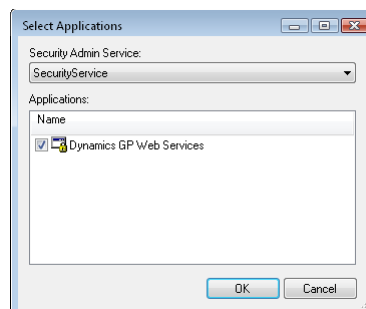 Select Applications
Security Admin Service:
SecurityService
Applications:
Name
Dynamics GP Web Services
OK
Cancel